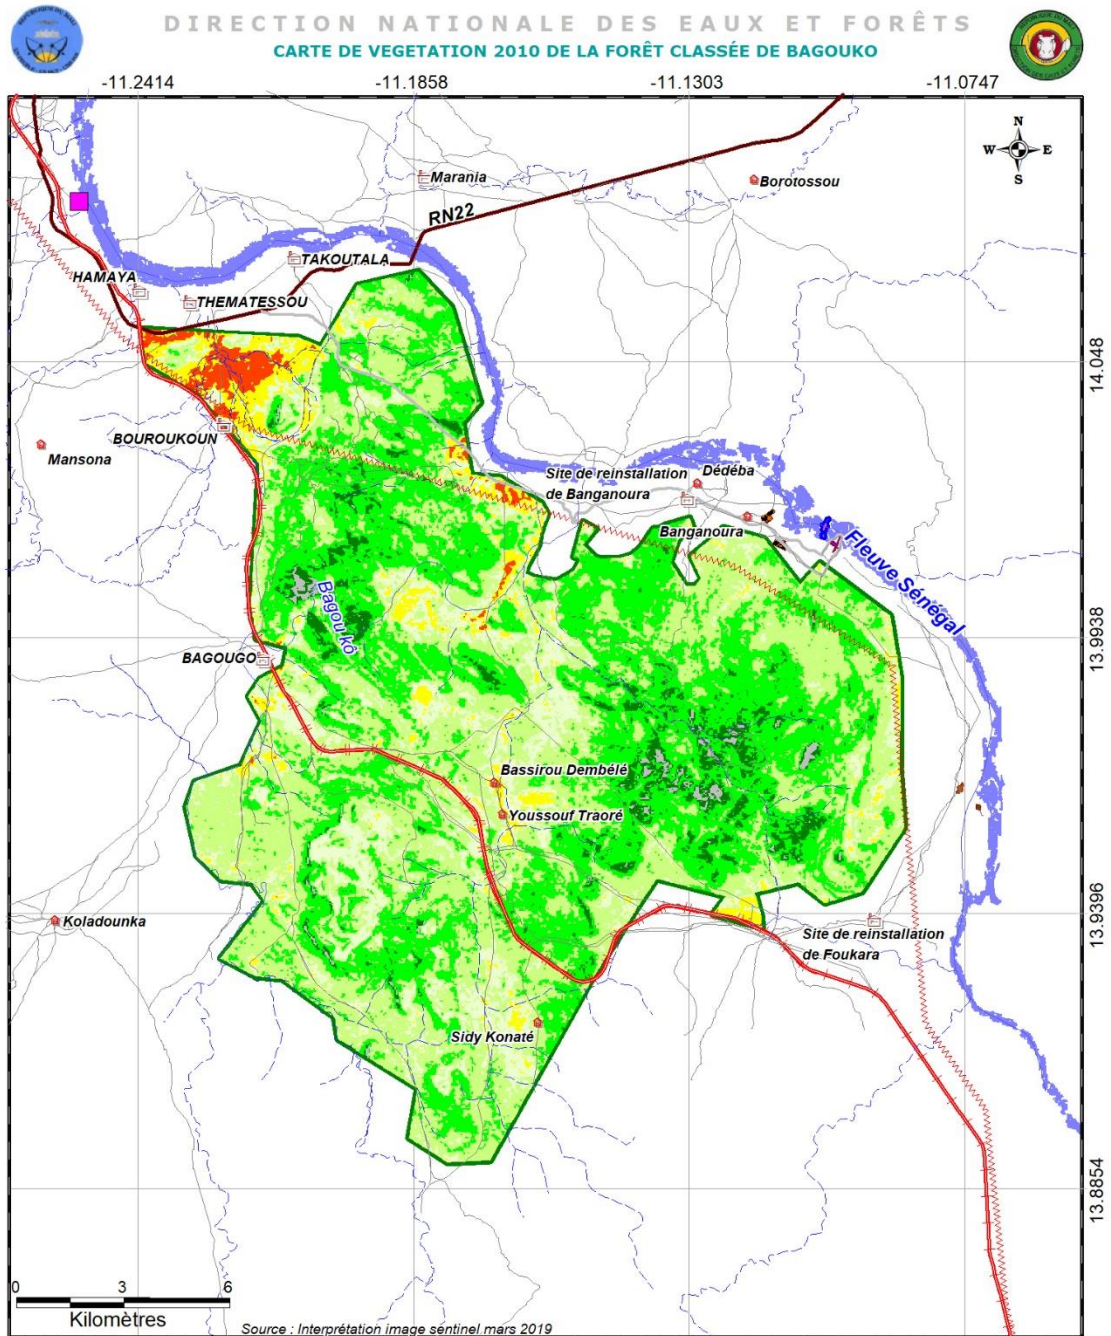 DIRECTION NATIONALE DES EAUX ET FORÊTS
CARTE DE VEGETATION 2010 DE LA FORÊT CLASSÉE DE BAGOUKO
-11.2414
-11.1858
-11.1303
-11.0747
N
W
E
S
Marania
Borotossou
RN22
TAKOUTALA
HAMAYA
THEMATESSOU
14.048
BOUROUKOUN
Mansona
Site de reinstallation
de Banganoura
Dédéba
Banganoura
Fleuve Sénégal
Bagou kô
13.9938
BAGOUGO
Bassirou Dembélé
Youssouf Traoré
13.9396
Koladounka
Site de reinstallation
de Foukara
Sidy Konaté
13.8854
0
3
6
Kilomètres
Source : Interprétation image sentinel mars 2019